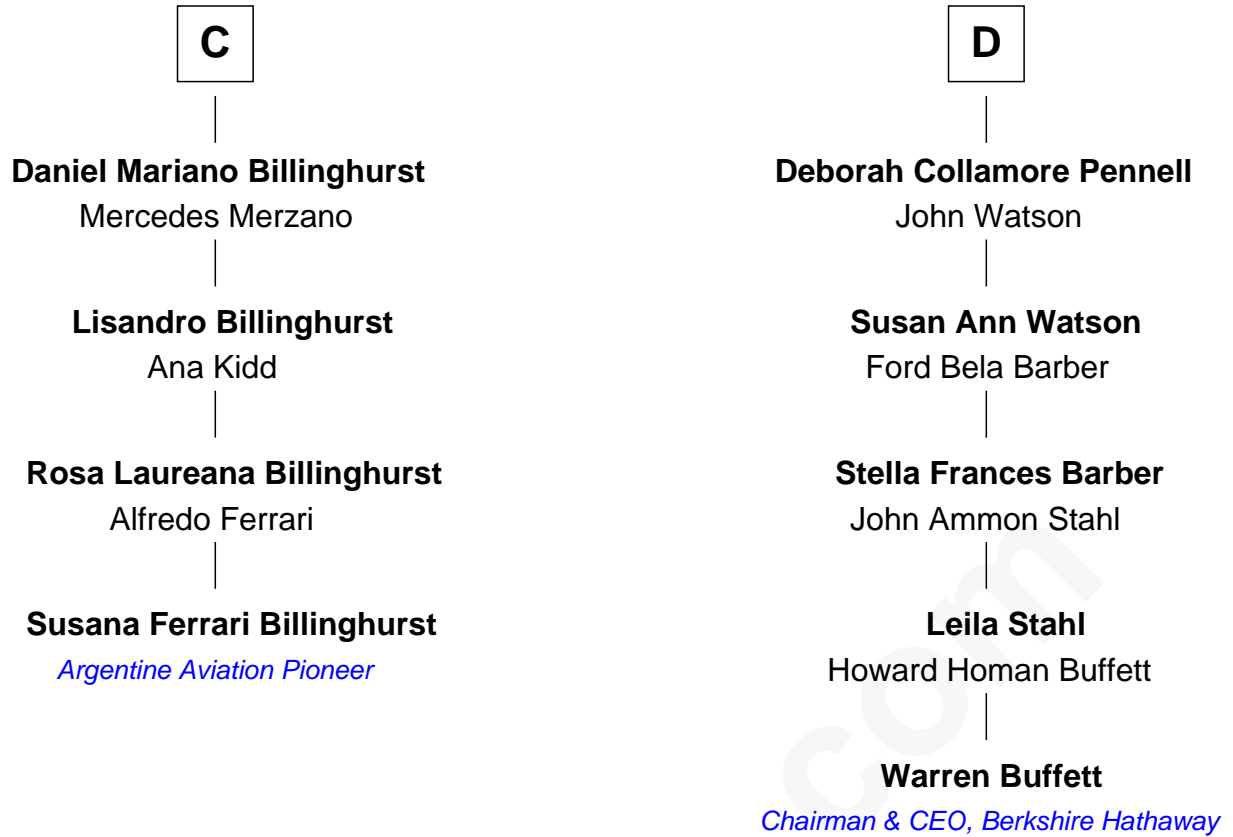 C
Daniel Mariano Billinghurst
Mercedes Merzano
Lisandro Billinghurst
Ana Kidd
Rosa Laureana Billinghurst
Alfredo Ferrari
Susana Ferrari Billinghurst
Argentine Aviation Pioneer
D
Deborah Collamore Pennell
John Watson
Susan Ann Watson
Ford Bela Barber
Stella Frances Barber
John Ammon Stahl
Leila Stahl
Howard Homan Buffett
Warren Buffett
Chairman & CEO, Berkshire Hathaway
com